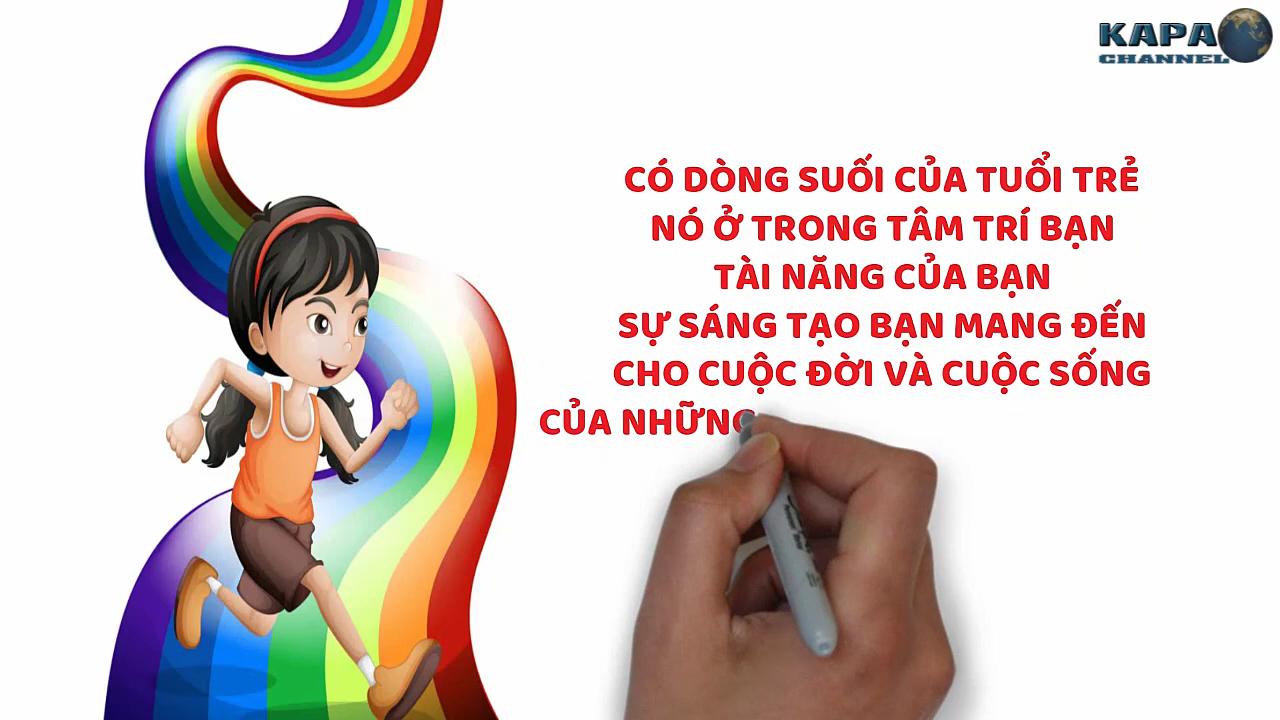 KAPA
CHANNEL
CÓ DÒNG SUỐI CỦA TUỔI TRẺ
NÓ Ở TRONG TÂM TRÍ BẠN
TÀI NĂNG CỦA BẠN
SỰ SÁNG TẠO BẠN MANG ĐẾN
CHO CUỘC ĐỜI VÀ CUỘC SỐNG
CỦA NHỮNG